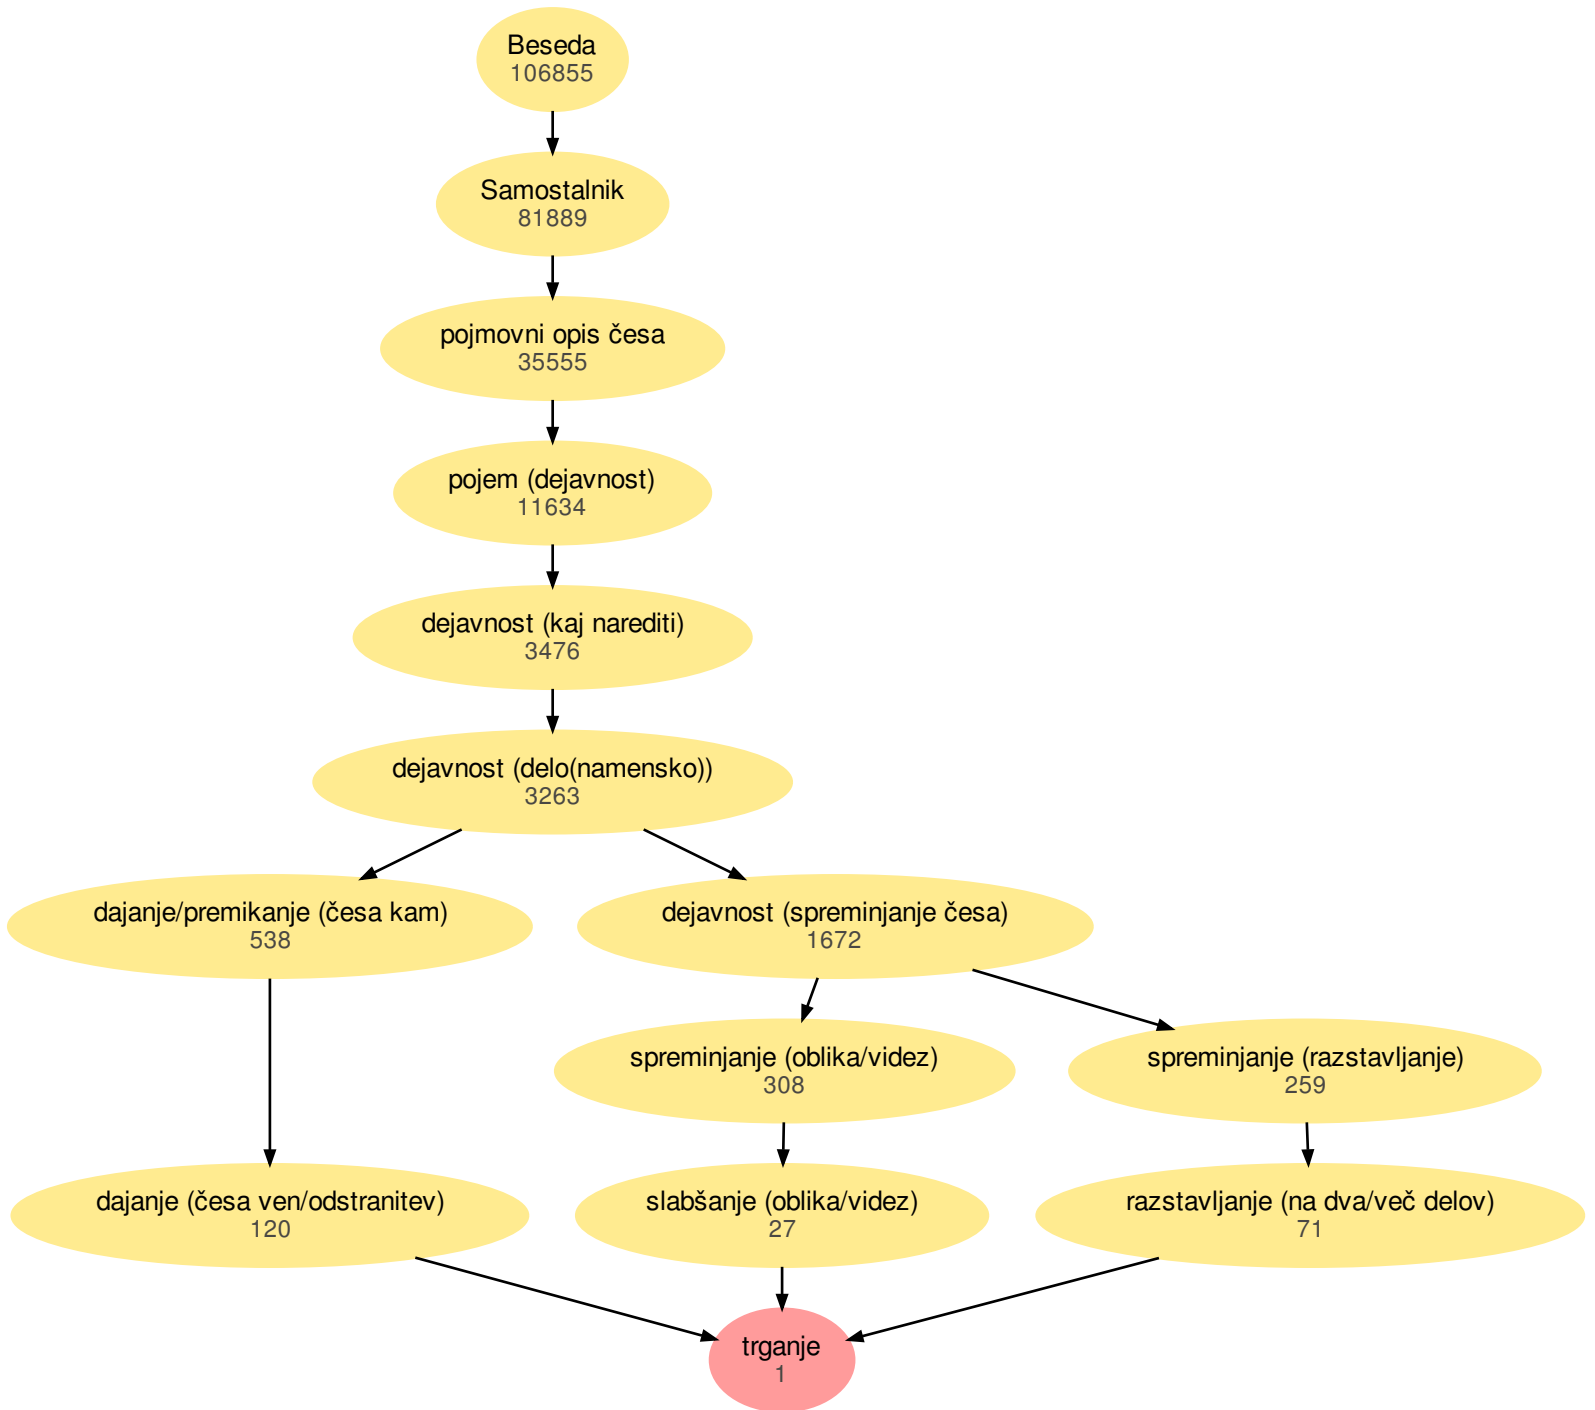 Beseda
106855
Samostalnik
81889
pojmovni opis česa
35555
pojem (dejavnost)
11634
dejavnost (kaj narediti)
3476
dejavnost (delo(namensko))
3263
dajanje/premikanje (česa kam)
538
dejavnost (spreminjanje česa)
1672
spreminjanje (oblika/videz)
308
spreminjanje (razstavljanje)
259
dajanje (česa ven/odstranitev)
120
slabšanje (oblika/videz)
27
razstavljanje (na dva/več delov)
71
trganje
1